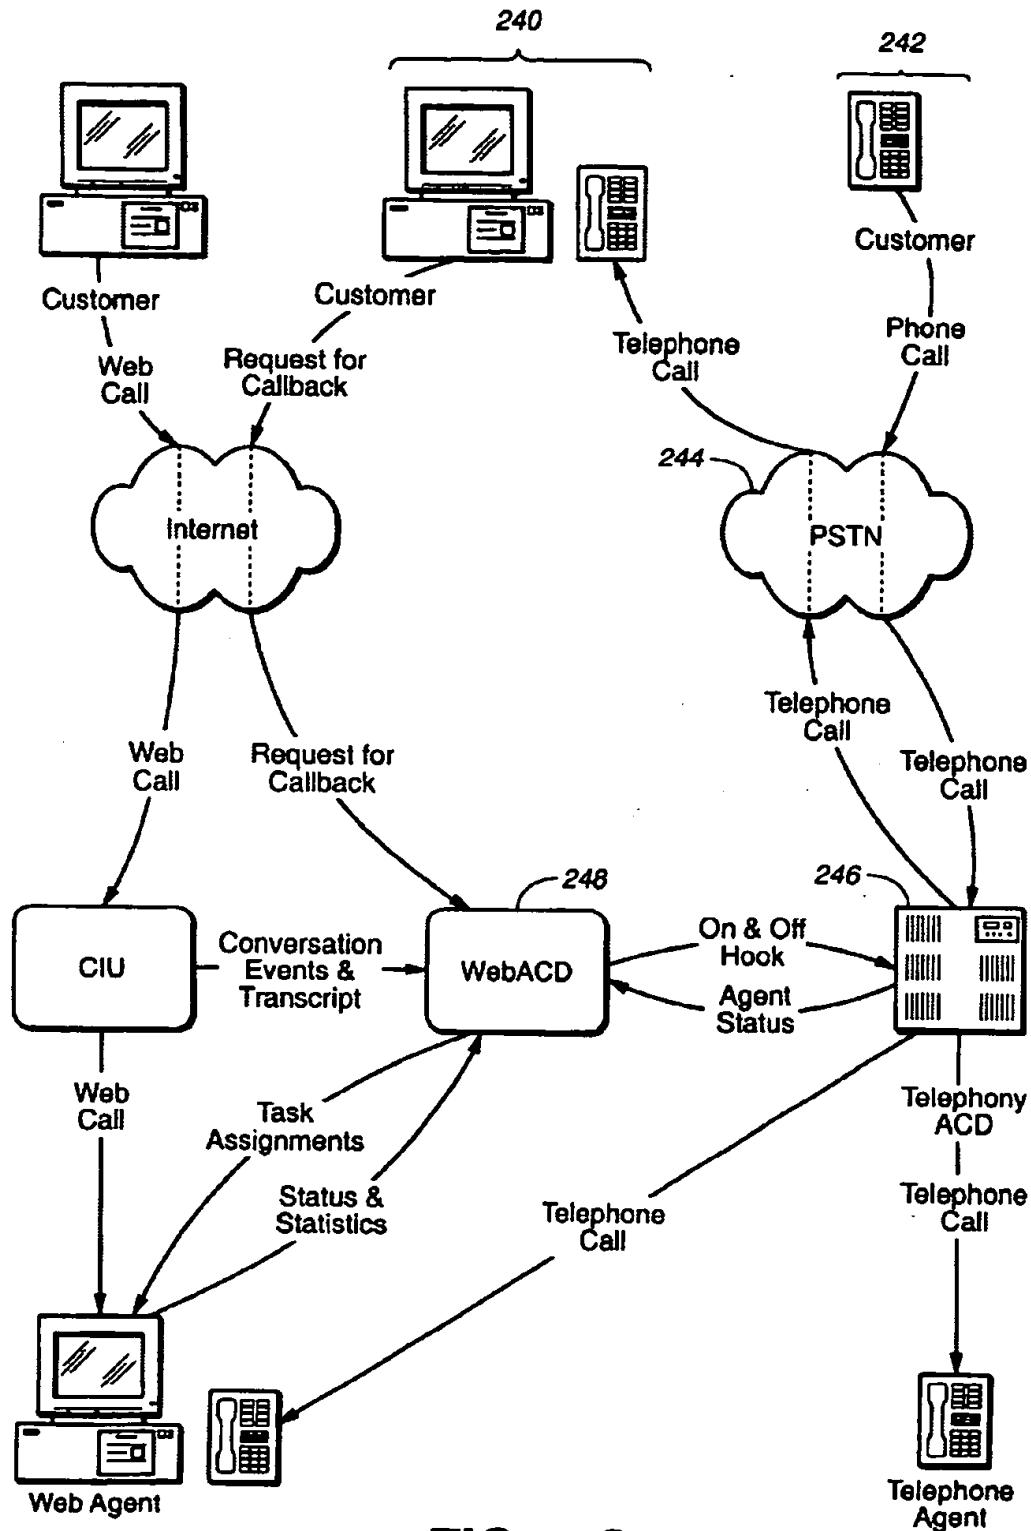 240
242
Customer
Customer
Customer
Web
Call
Request for
Callback
Telephone
Call
Phone
Call
244
Internet
PSTN
Web
Call
Request for
Callback
Telephone
Call
Telephone
Call
248
246
CIU
Conversation
Events &
Transcript
WebACD
On & Off
Hook
Agent
Status
Web
Call
Task
Assignments
Status &
Statistics
Telephone
Call
Telephony
ACD
Telephone
Call
Web Agent
Telephone
Agent